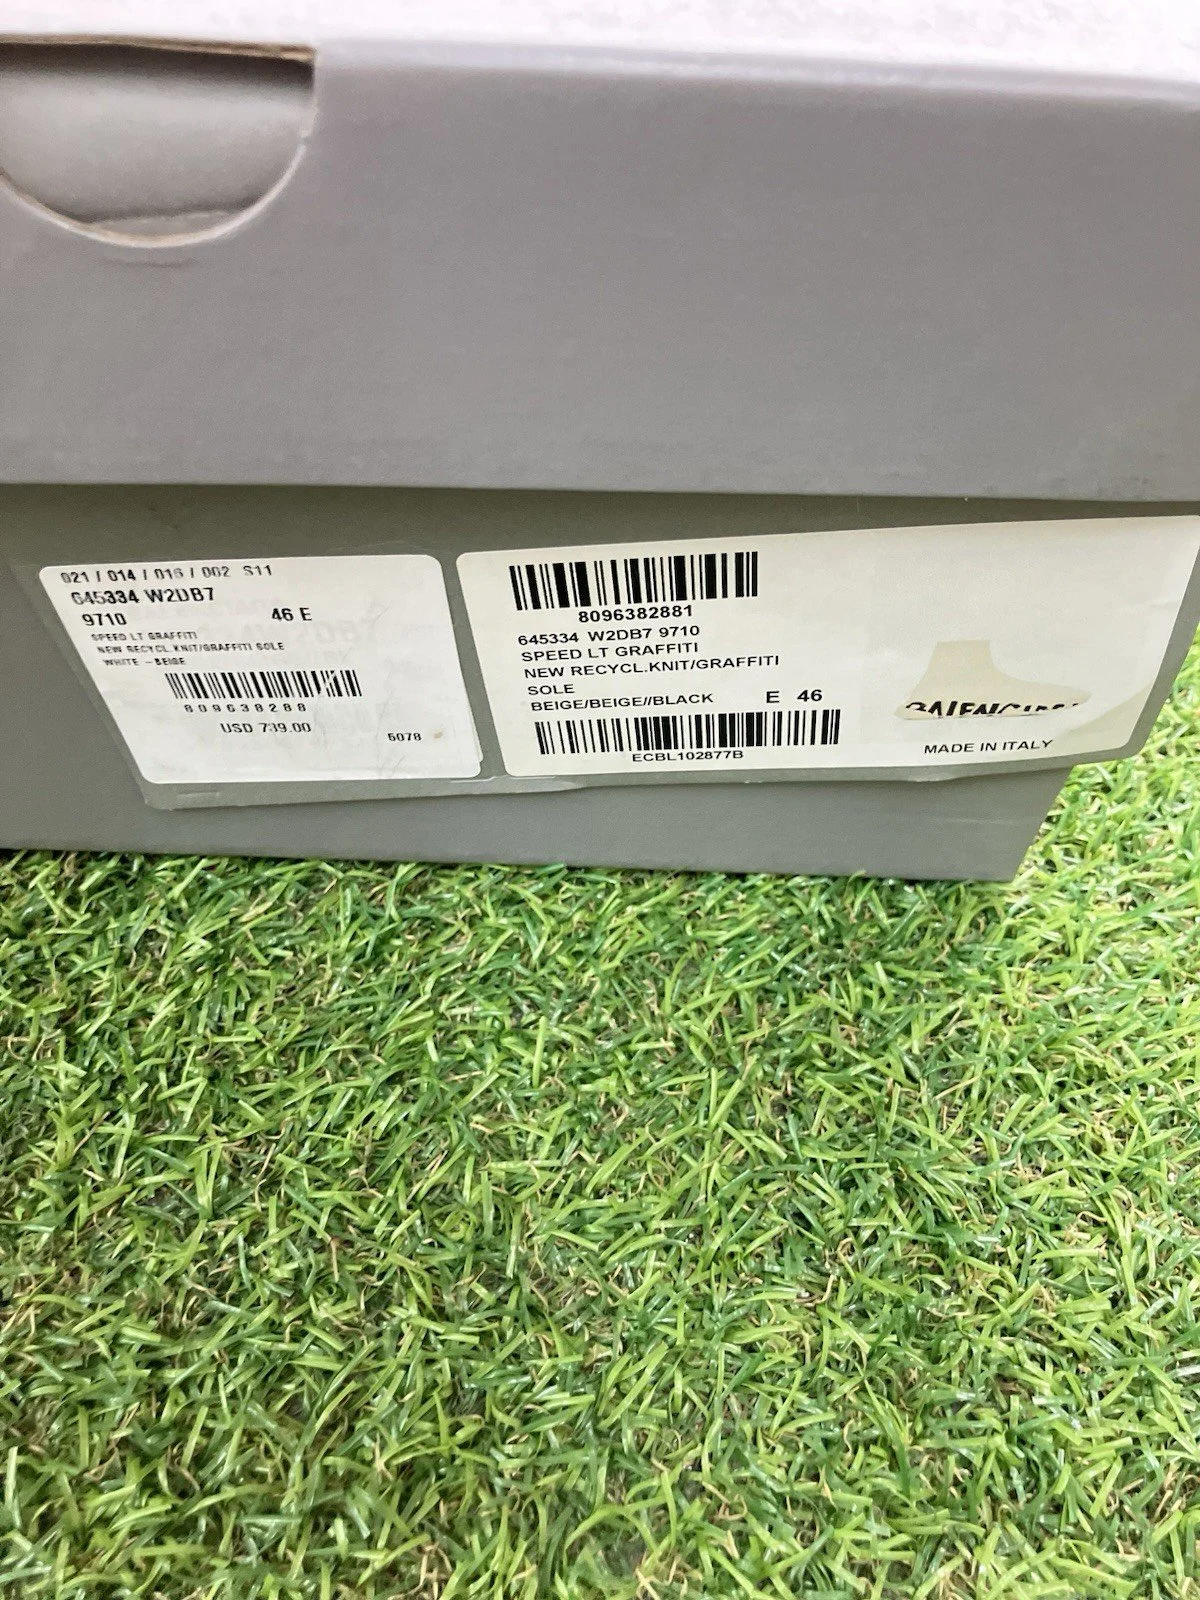 021 / 014 / 016 / 002 S11
645334 W2DB7
9710 46 E
SPEED LT GRAFFITI
NEW RECYCL.KNIT/GRAFFITI SOLE
WHITE - BEIGE
809638288
USD 739.00
5078
8096382881
645334 W2DB7 9710
SPEED LT GRAFFITI
NEW RECYCL.KNIT/GRAFFITI
SOLE
BEIGE/BEIGE//BLACK E 46
ECBL102877B
MADE IN ITALY